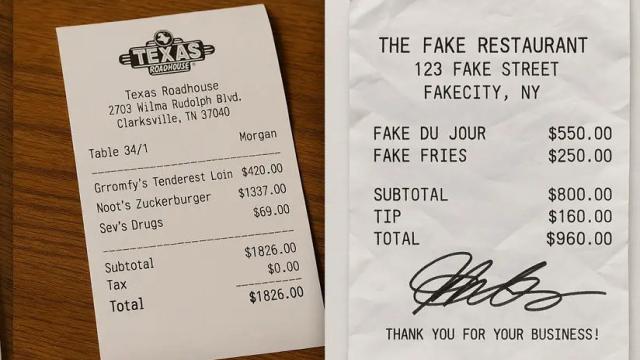 TEXAS
ROADHOUSE
Texas Roadhouse
2703 Wilma Rudolph Blvd.
Clarksville, TN 37040
Table 34/1 Morgan
Grromfy's Tenderest Loin $420.00
Noot's Zuckerburger $1337.00
Sev's Drugs $69.00
Subtotal $1826.00
Tax $0.00
Total $1826.00
THE FAKE RESTAURANT
123 FAKE STREET
FAKECITY, NY
FAKE DU JOUR $550.00
FAKE FRIES $250.00
SUBTOTAL $800.00
TIP $160.00
TOTAL $960.00
THANK YOU FOR YOUR BUSINESS!